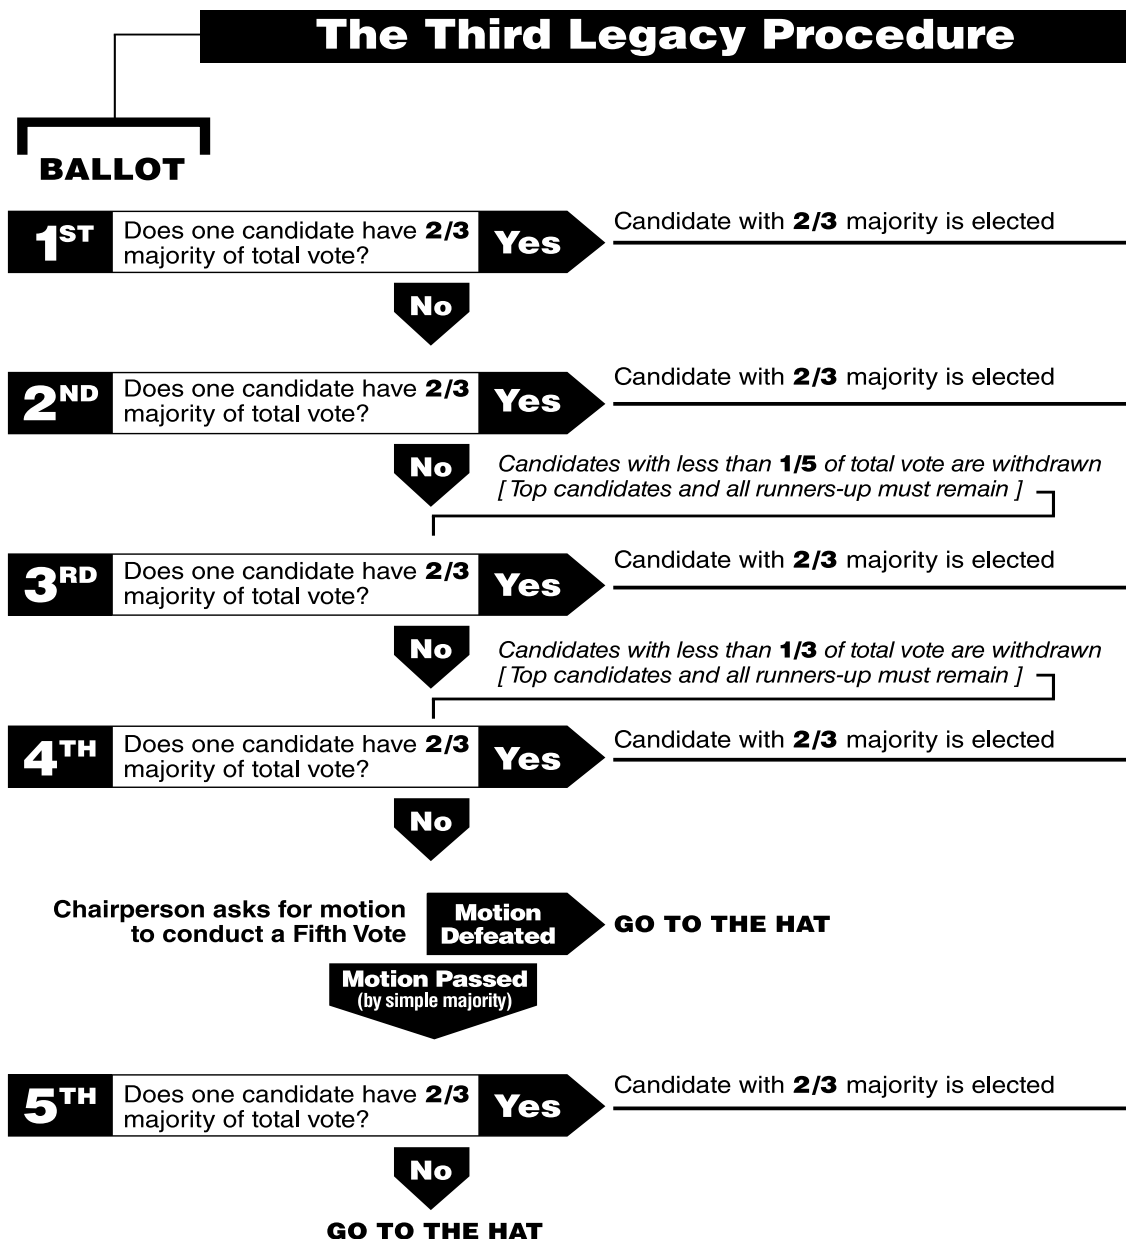 The Third Legacy Procedure
BALLOT
1ST
Does one candidate have 2/3
majority of total vote?
Yes
Candidate with 2/3 majority is elected
No
2ND
Does one candidate have 2/3
majority of total vote?
Yes
Candidate with 2/3 majority is elected
No
Candidates with less than 1/5 of total vote are withdrawn
[ Top candidates and all runners-up must remain ]
3RD
Does one candidate have 2/3
majority of total vote?
Yes
Candidate with 2/3 majority is elected
No
Candidates with less than 1/3 of total vote are withdrawn
[ Top candidates and all runners-up must remain ]
4TH
Does one candidate have 2/3
majority of total vote?
Yes
Candidate with 2/3 majority is elected
No
Chairperson asks for motion
to conduct a Fifth Vote
Motion
Defeated
GO TO THE HAT
Motion Passed
(by simple majority)
5TH
Does one candidate have 2/3
majority of total vote?
Yes
Candidate with 2/3 majority is elected
No
GO TO THE HAT